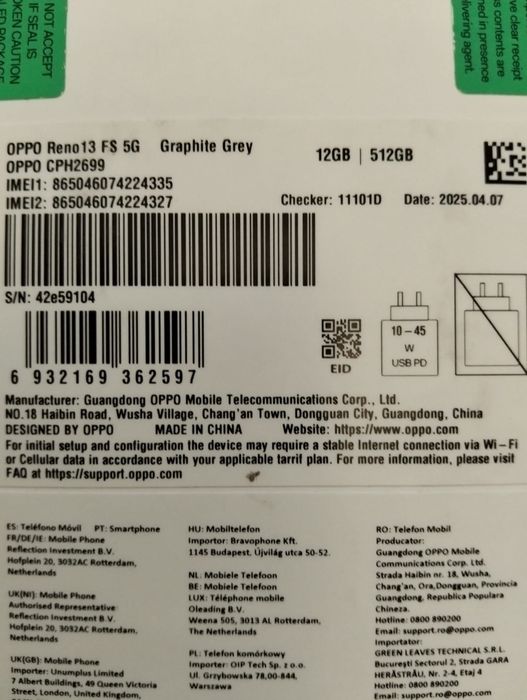 NOT ACCEPT
IF SEAL IS
OKEN CAUTION
ve clear receipt
s contents are
ned in presence
livering agent.
OPPO Reno13 FS 5G Graphite Grey
12GB | 512GB
OPPO CPH2699
IMEI1: 865046074224335
IMEI2: 865046074224327
Checker: 11101D Date: 2025.04.07
S/N: 42e59104
6 932169 362597
EID
10-45
W
USB PD
Manufacturer: Guangdong OPPO Mobile Telecommunications Corp., Ltd.
NO.18 Haibin Road, Wusha Village, Chang'an Town, Dongguan City, Guangdong, China
DESIGNED BY OPPO MADE IN CHINA Website: https://www.oppo.com
For initial setup and configuration the device may require a stable Internet connection via Wi-Fi
or Cellular data in accordance with your applicable tarrif plan. For more information, please visit
FAQ at https://support.oppo.com
ES: Teléfono Móvil PT: Smartphone
FR/DE/IE: Mobile Phone
Reflection Investment B.V.
Hofplein 20, 3032AC Rotterdam,
Netherlands
UK(NI): Mobile Phone
Authorised Representative
Reflection Investment B.V.
Hofplein 20, 3032AC Rotterdam,
Netherlands
UK(GB): Mobile Phone
Importer: Unumplus Limited
7 Albert Buildings, 49 Queen Victoria
Street, London, United Kingdom,
HU: Mobiltelefon
Importor: Bravophone Kft.
1145 Budapest, Újvilág utca 50-52.
NL: Mobiele Telefoon
BE: Mobiele Telefoon
LUX: Téléphone mobile
Oleading B.V.
Weena 505, 3013 AL Rotterdam,
The Netherlands
PL: Telefon komórkowy
Importer: OIP Tech Sp. z o.o.
Ul. Grzybowska 78,00-844,
Warszawa
RO: Telefon Mobil
Producator:
Guangdong OPPO Mobile
Communications Corp. Ltd.
Strada Haibin nr. 18, Wusha,
Chang'an, Ora,Dongguan, Provincia
Guangdong, Republica Populara
Chineza.
Hotline: 0800 890200
Email: support.ro@oppo.com
Importator:
GREEN LEAVES TECHNICAL S.R.L.
Bucureşti Sectorul 2, Strada GARA
HERĂSTRĂU, Nr. 2-4, Etaj 4
Hotline: 0800 890200
Email: support.ro@oppo.com